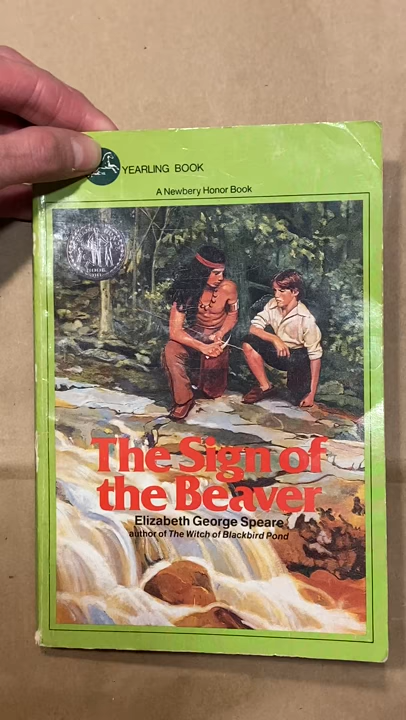 YEARLING BOOK
A Newbery Honor Book
The Sign of
the Beaver
Elizabeth George Speare
author of The Witch of Blackbird Pond